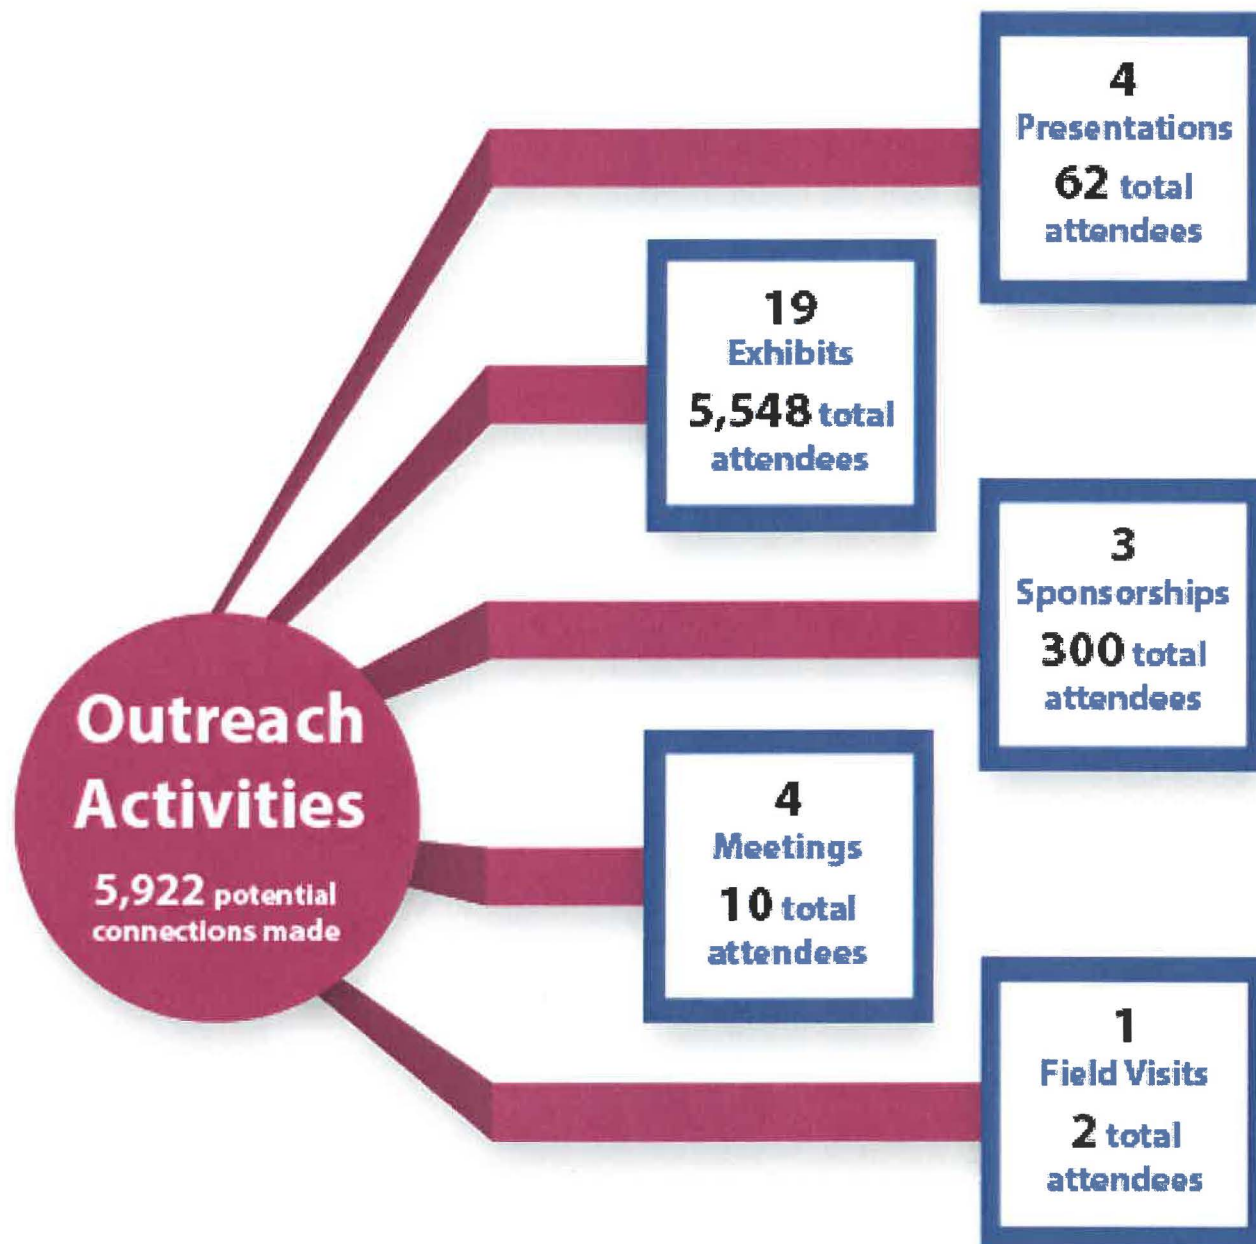 4
Presentations
62 total
attendees
19
Exhibits
5,548 total
attendees
3
Sponsorships
300 total
attendees
Outreach
Activities
5,922 potential
connections made
4
Meetings
10 total
attendees
1
Field Visits
2 total
attendees